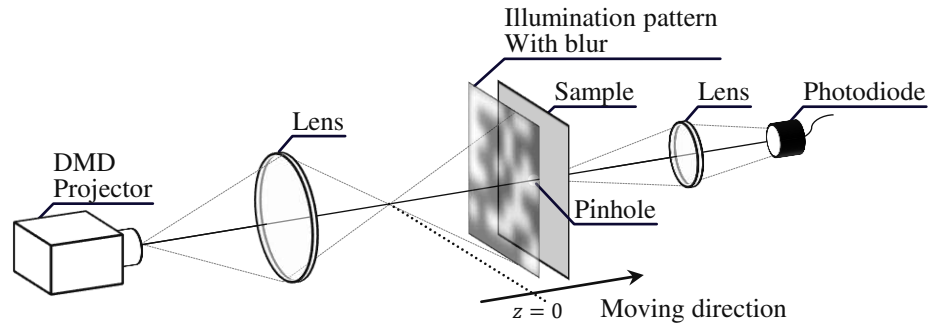 Illumination pattern
With blur
Sample
Lens
Photodiode
Lens
DMD
Projector
Pinhole
z = 0
Moving direction